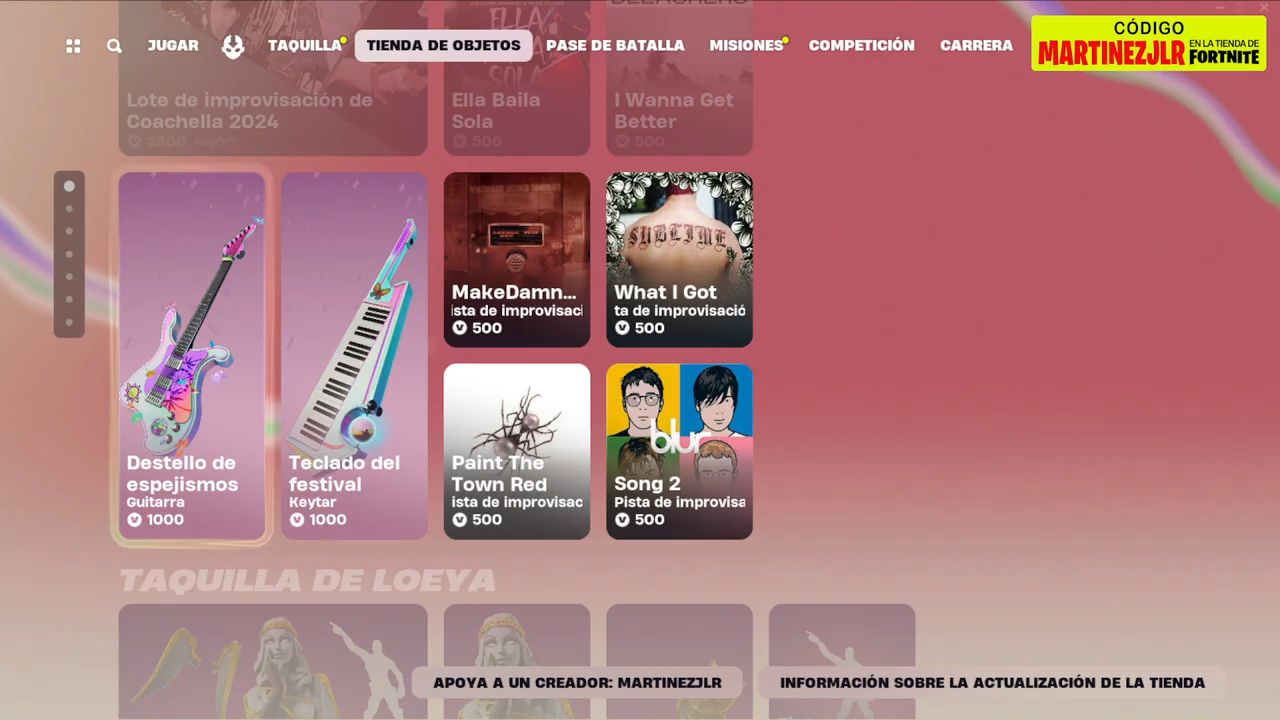 JUGAR
TAQUILLA
TIENDA DE OBJETOS
PASE DE BATALLA
MISIONES
COMPETICIÓN
CARRERA
CÓDIGO
MARTINEZJLR EN LA TIENDA DE
FORTNITE
ELLA
SOLA
Lote de improvisación de
Coachella 2024
2800
Ella Baila
Sola
500
I Wanna Get
Better
500
Destello de
espejismos
Guitarra
1000
Teclado del
festival
Keytar
1000
MakeDamn...
ista de improvisaci
500
SUBLIME
What I Got
ta de improvisació
500
Paint The
Town Red
ista de improvisac
500
blur
Song 2
Pista de improvisa
500
TAQUILLA DE LOEYA
APOYA A UN CREADOR: MARTINEZJLR
INFORMACIÓN SOBRE LA ACTUALIZACIÓN DE LA TIENDA